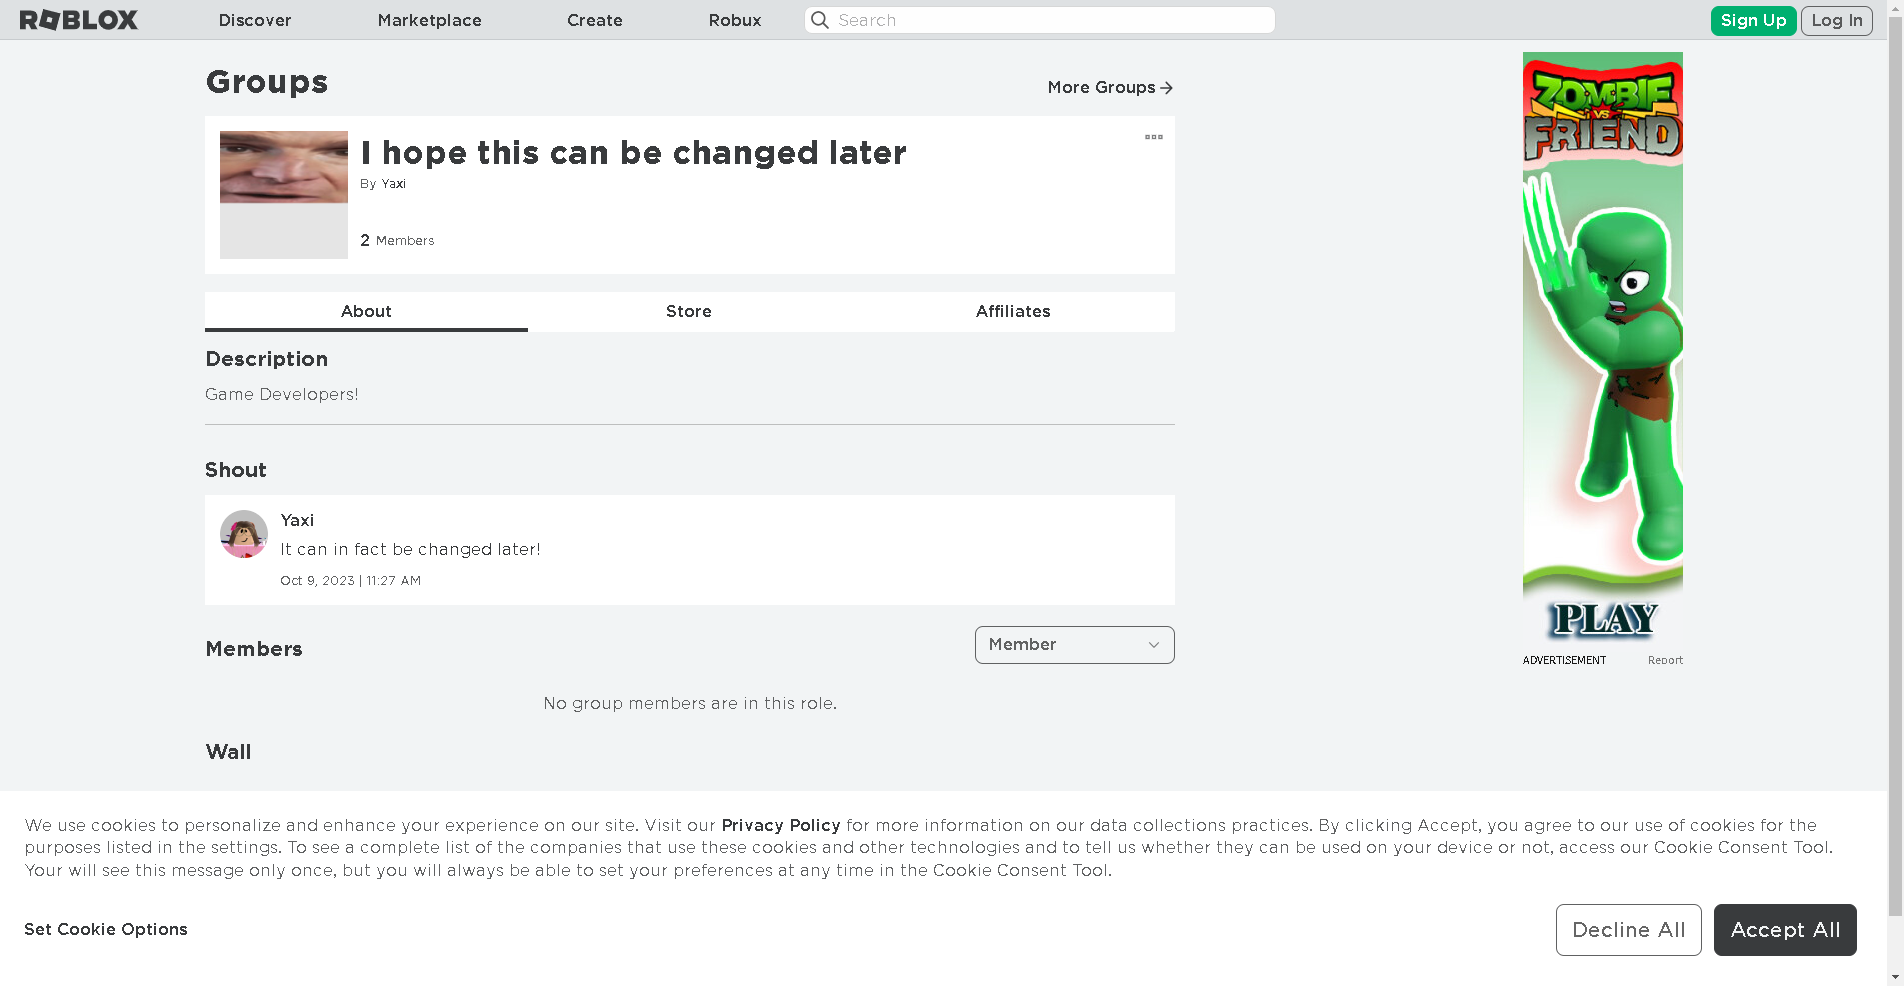 ROBLOX
Discover
Marketplace
Create
Robux
Search
Sign Up
Log In
Groups
More Groups
I hope this can be changed later
By Yaxi
2 Members
About
Store
Affiliates
Description
Game Developers!
Shout
Yaxi
It can in fact be changed later!
Oct 9, 2023 | 11:27 AM
Members
Member
No group members are in this role.
Wall
ZOMBIE
VS
FRIEND
PLAY
ADVERTISEMENT
Report
We use cookies to personalize and enhance your experience on our site. Visit our Privacy Policy for more information on our data collections practices. By clicking Accept, you agree to our use of cookies for the
purposes listed in the settings. To see a complete list of the companies that use these cookies and other technologies and to tell us whether they can be used on your device or not, access our Cookie Consent Tool.
Your will see this message only once, but you will always be able to set your preferences at any time in the Cookie Consent Tool.
Set Cookie Options
Decline All
Accept All